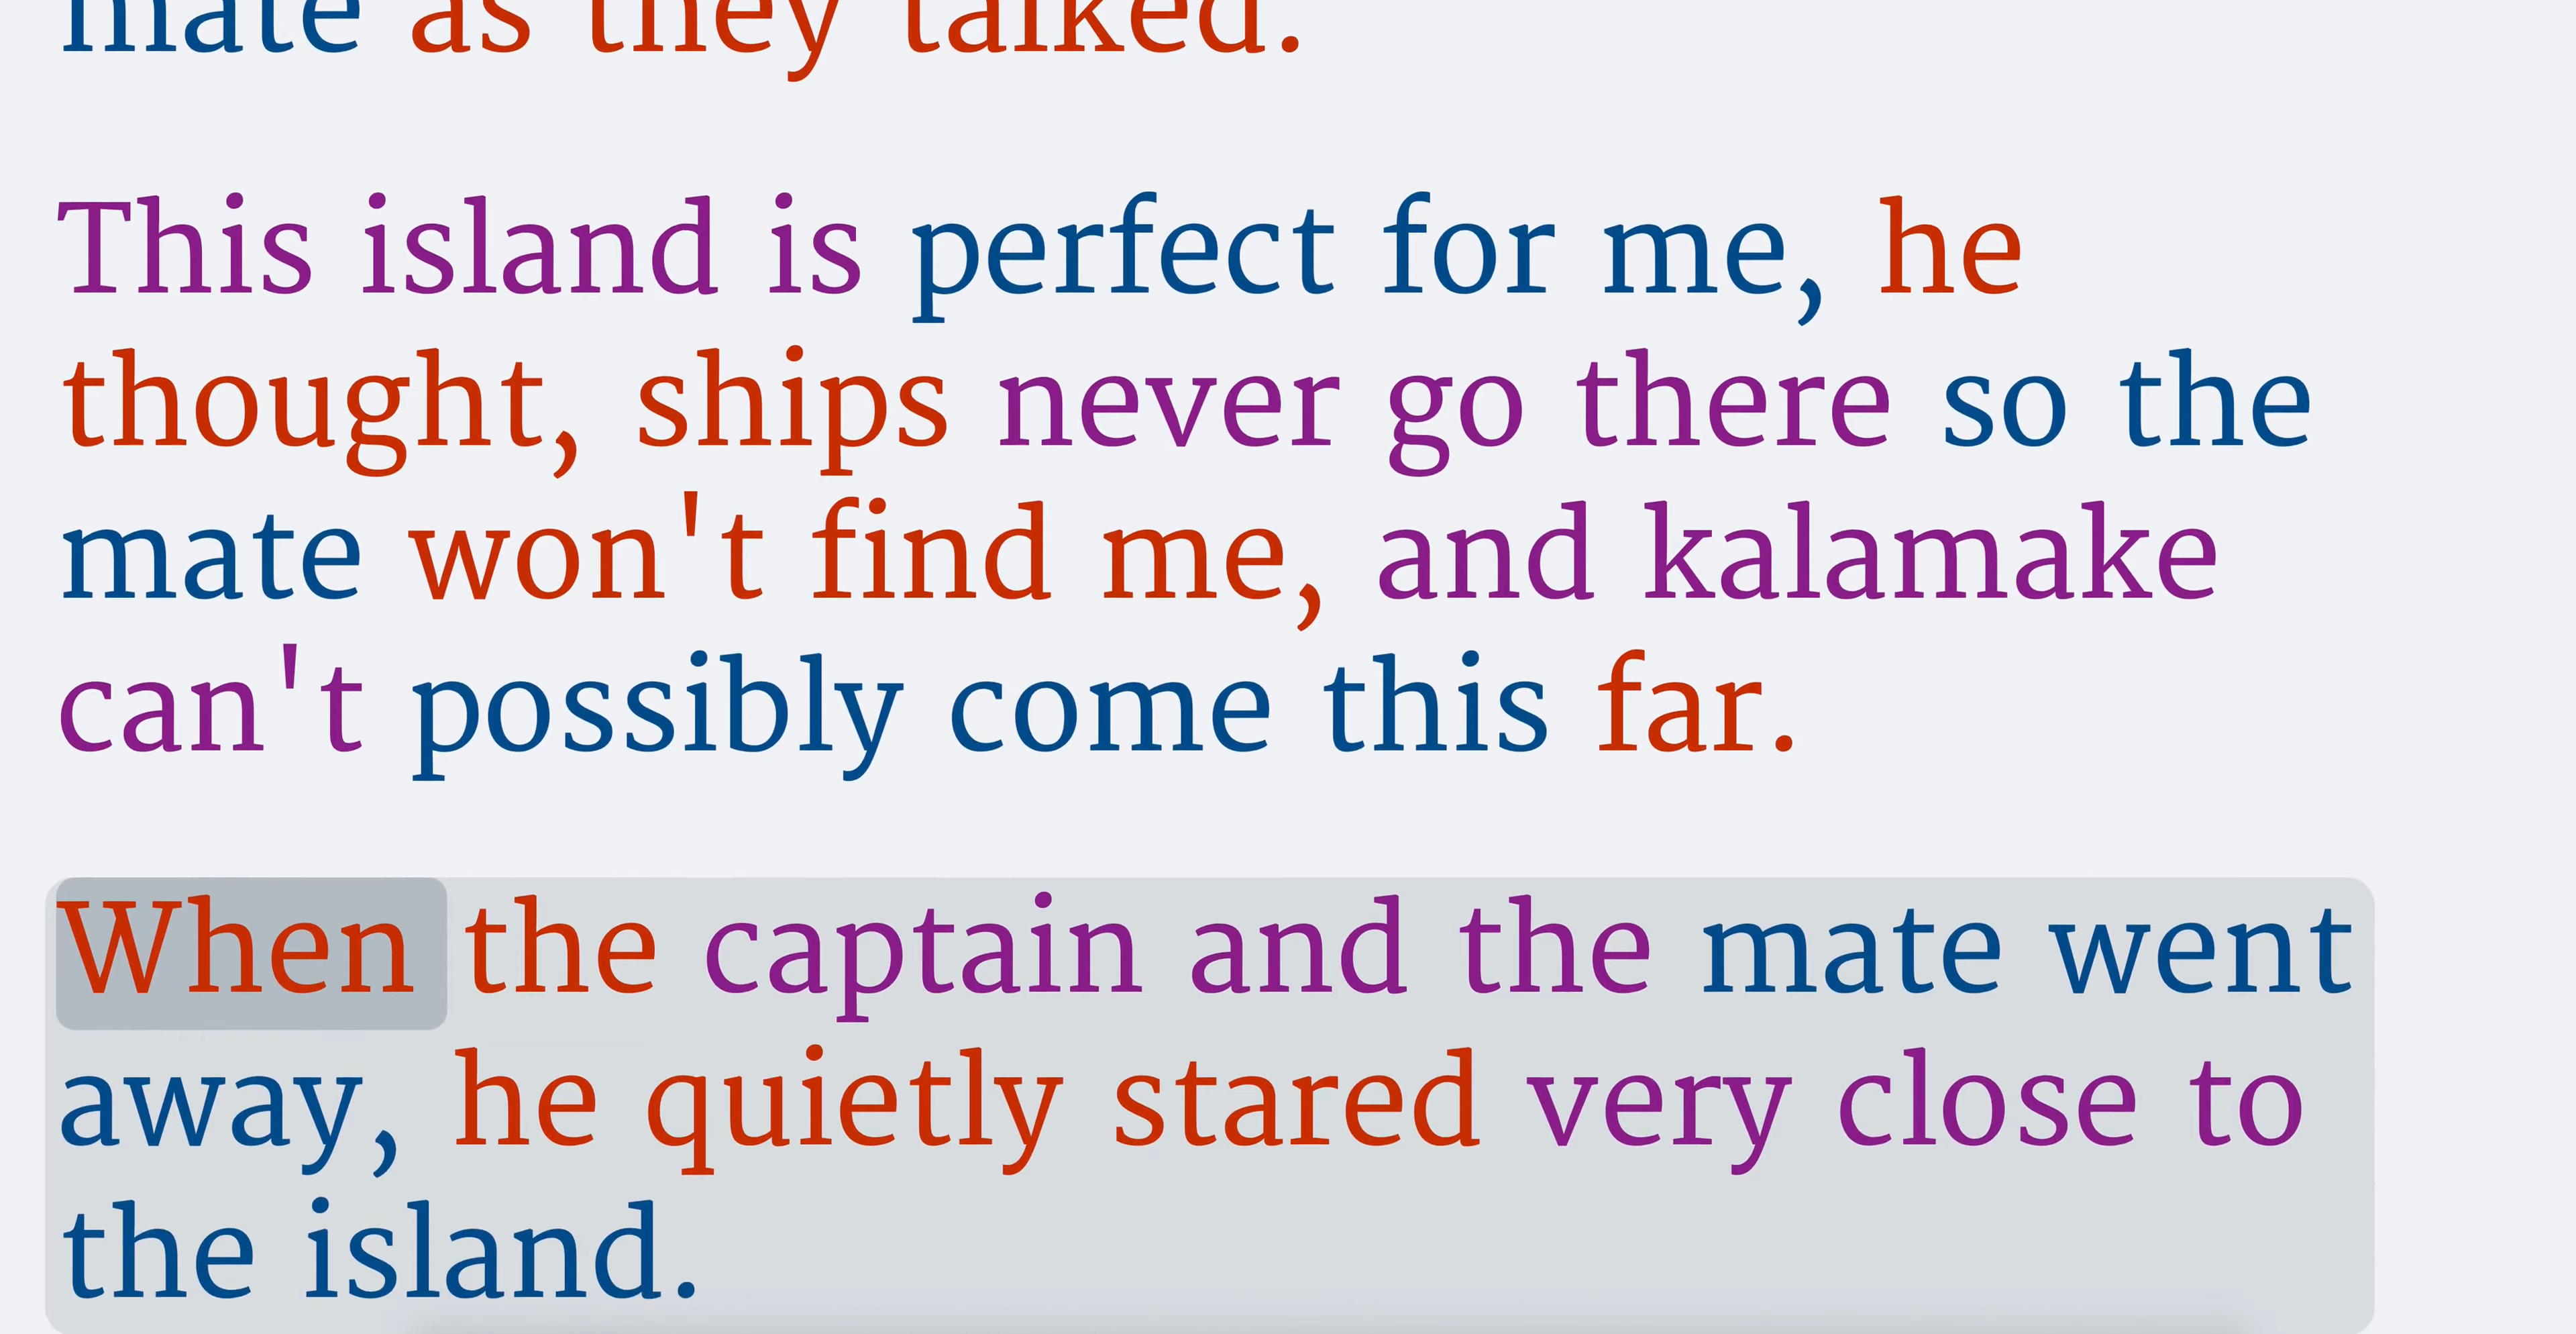 mate as they talked.
This island is perfect for me, he
thought, ships never go there so the
mate won't find me, and kalamake
can't possibly come this far.
When the captain and the mate went
away, he quietly stared very close to
the island.